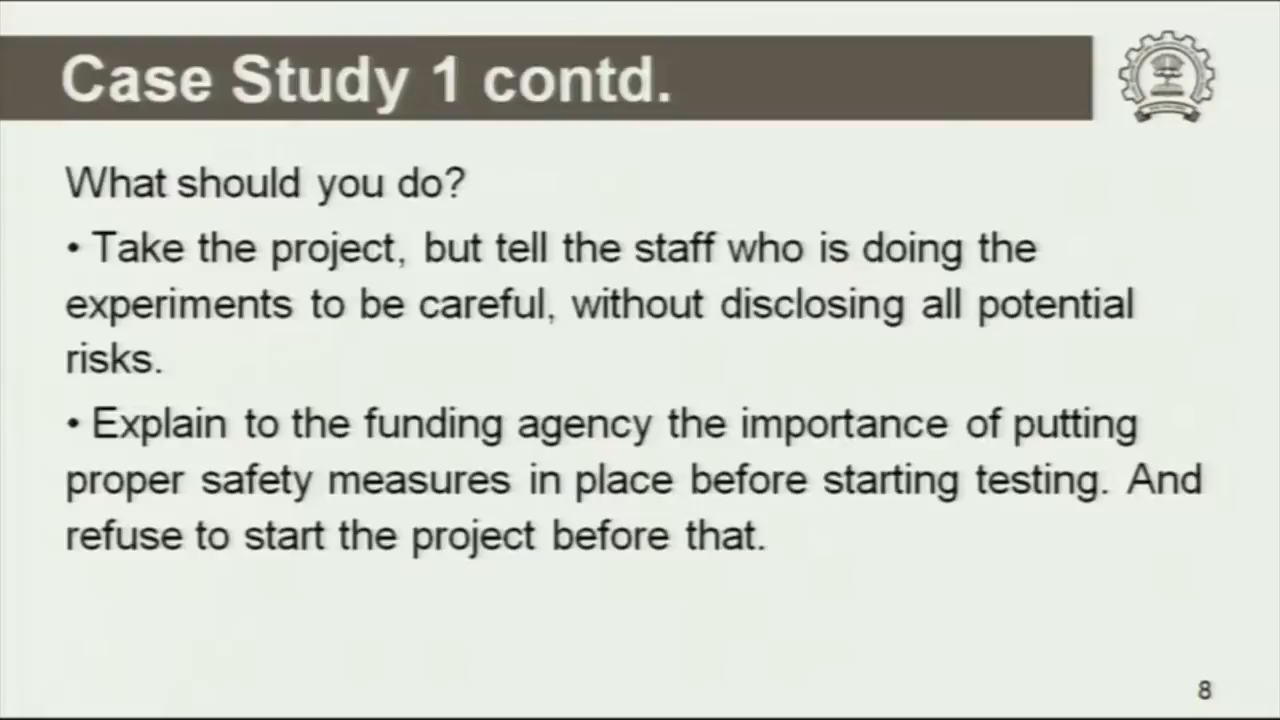 Case Study 1 contd.
What should you do?
• Take the project, but tell the staff who is doing the
experiments to be careful, without disclosing all potential
risks.
• Explain to the funding agency the importance of putting
proper safety measures in place before starting testing. And
refuse to start the project before that.
8